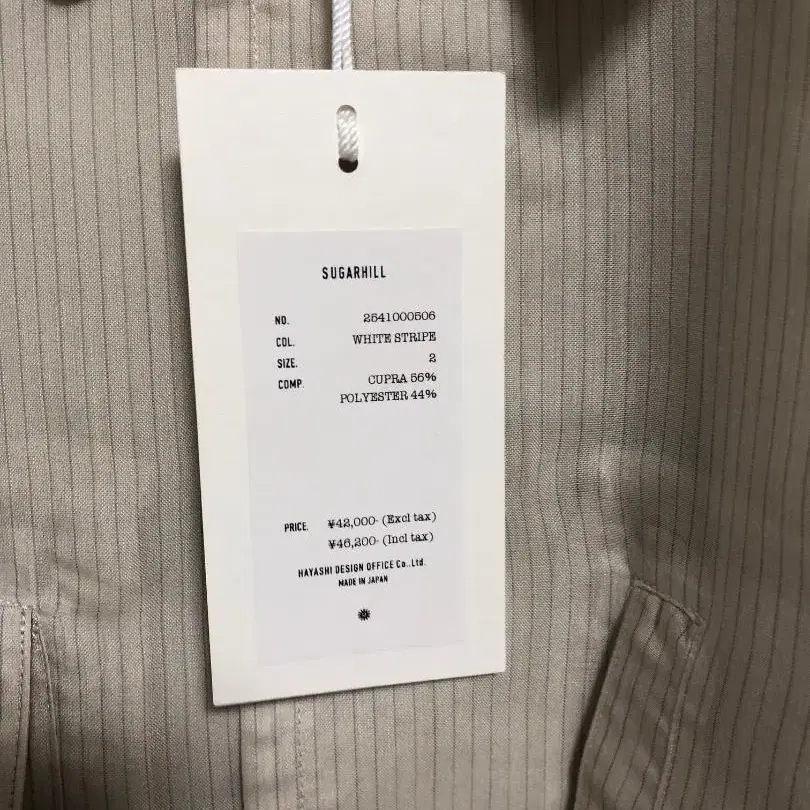 SUGARHILL
NO. 2541000506
COL. WHITE STRIPE
SIZE. 2
COMP. CUPRA 56%
POLYESTER 44%
PRICE. ¥42,000- (Excl tax)
¥46,200- (Incl tax)
HAYASHI DESIGN OFFICE Co.,Ltd.
MADE IN JAPAN